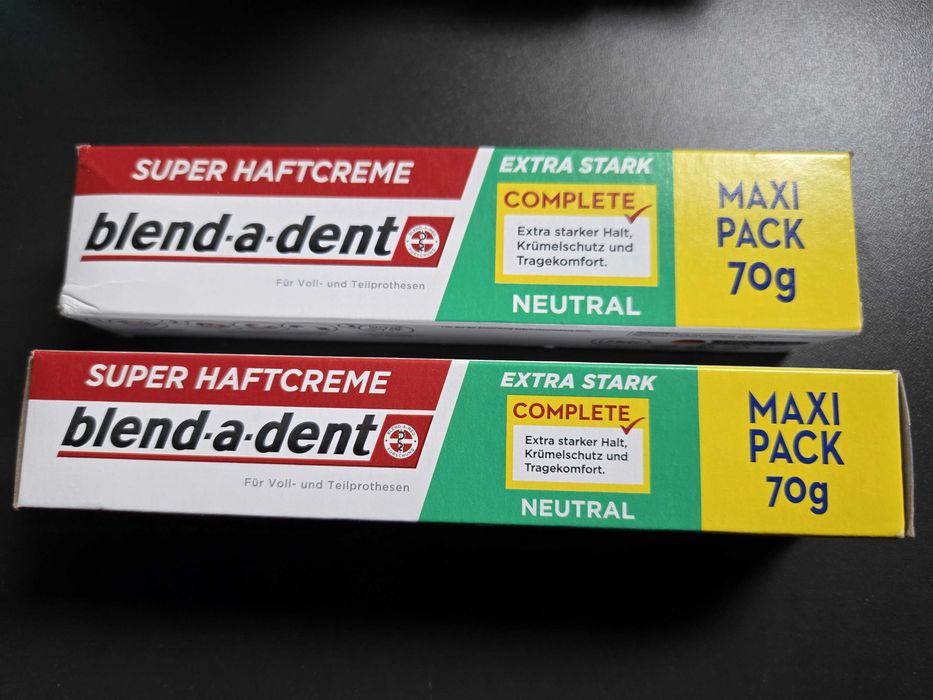 SUPER HAFTCREME
blend-a-dent
Für Voll- und Teilprothesen
EXTRA STARK
COMPLETE
Extra starker Halt,
Krümelschutz und
Tragekomfort.
NEUTRAL
MAXI
PACK
70g
SUPER HAFTCREME
blend-a-dent
Für Voll- und Teilprothesen
EXTRA STARK
COMPLETE
Extra starker Halt,
Krümelschutz und
Tragekomfort.
NEUTRAL
MAXI
PACK
70g